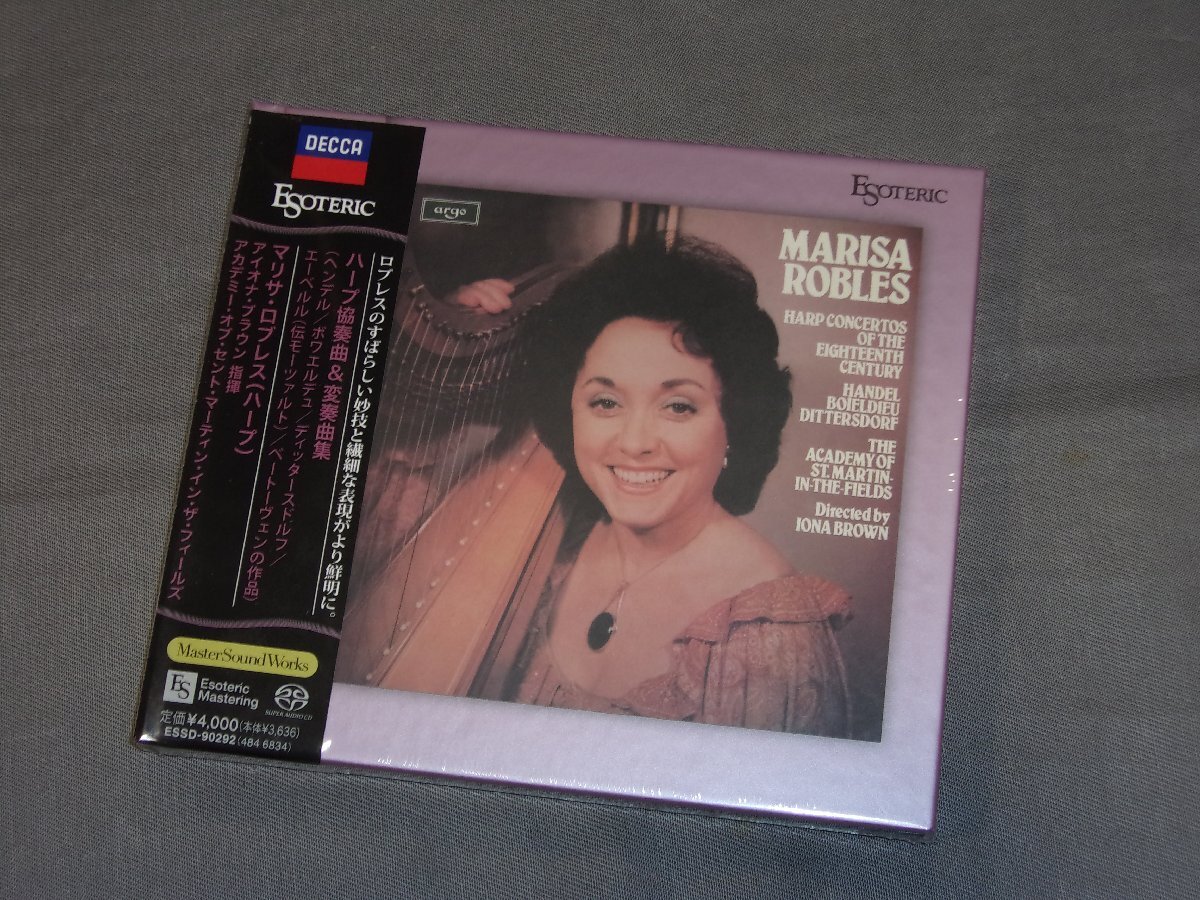 DECCA
ESOTERIC
ロブレスのすばらしい妙技と繊細な表現がより鮮明に。
ハープ協奏曲&変奏曲集
(ヘンデル/ボワエルデュ/ディッタースドルフ/
エーベルル(伝モーツァルト)/ベートーヴェンの作品)
マリサ・ロブレス(ハープ)
アイオナ・ブラウン 指揮
アカデミー・オブ・セント・マーティン・イン・ザ・フィールズ
MasterSoundWorks
ES
Esoteric
Mastering
SUPER AUDIO CD
定価¥4,000(本体¥3,636)
ESSD-90292(484 6834)
ESOTERIC
argo
MARISA
ROBLES
HARP CONCERTOS
OF THE
EIGHTEENTH
CENTURY
HANDEL
BOIELDIEU
DITTERSDORF
THE
ACADEMY OF
ST. MARTIN-
IN-THE-FIELDS
Directed by
IONA BROWN